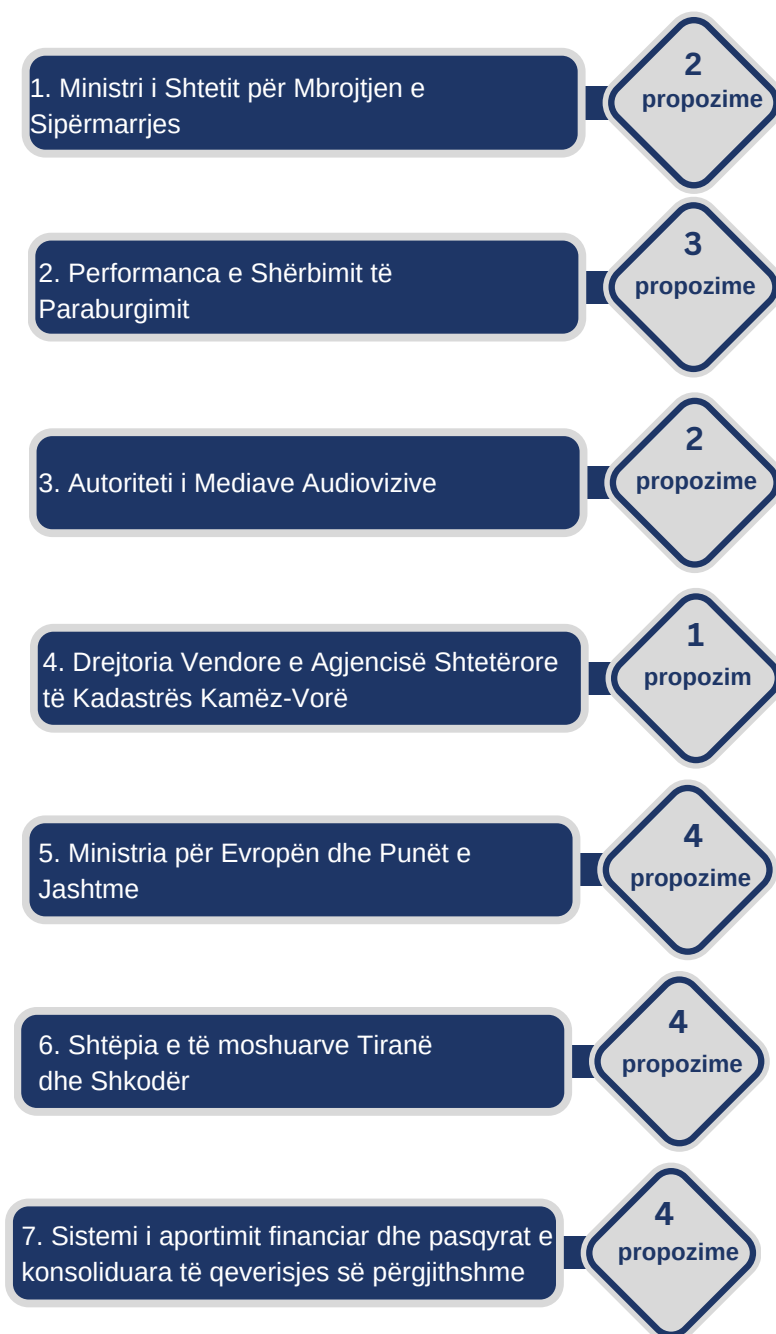 1. Ministri i Shtetit për Mbrojtjen e
Sipërmarrjes
2
propozime
2. Performanca e Shërbimit të
Paraburgimit
3
propozime
3. Autoriteti i Mediave Audiovizive
2
propozime
4. Drejtoria Vendore e Agjencisë Shtetërore
të Kadastrës Kamëz-Vorë
1
propozim
5. Ministria për Evropën dhe Punët e
Jashtme
4
propozime
6. Shtëpia e të moshuarve Tiranë
dhe Shkodër
4
propozime
7. Sistemi i aportimit financiar dhe pasqyrat e
konsoliduara të qeverisjes së përgjithshme
4
propozime